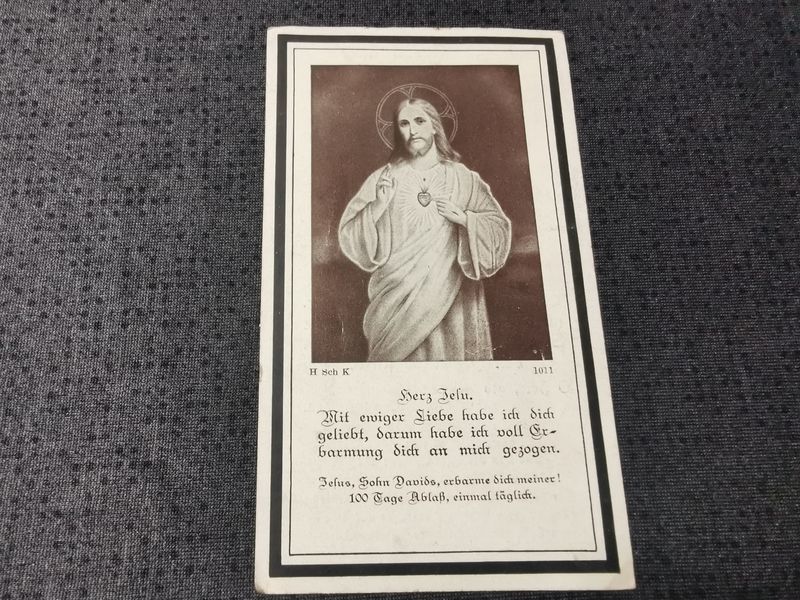 H Sch K 1011
Herz Jesu.
Mit ewiger Liebe habe ich dich
geliebt, darum habe ich voll Er-
barmung dich an mich gezogen.
Jesus, Sohn Davids, erbarme dich meiner!
100 Tage Ablaß, einmal täglich.